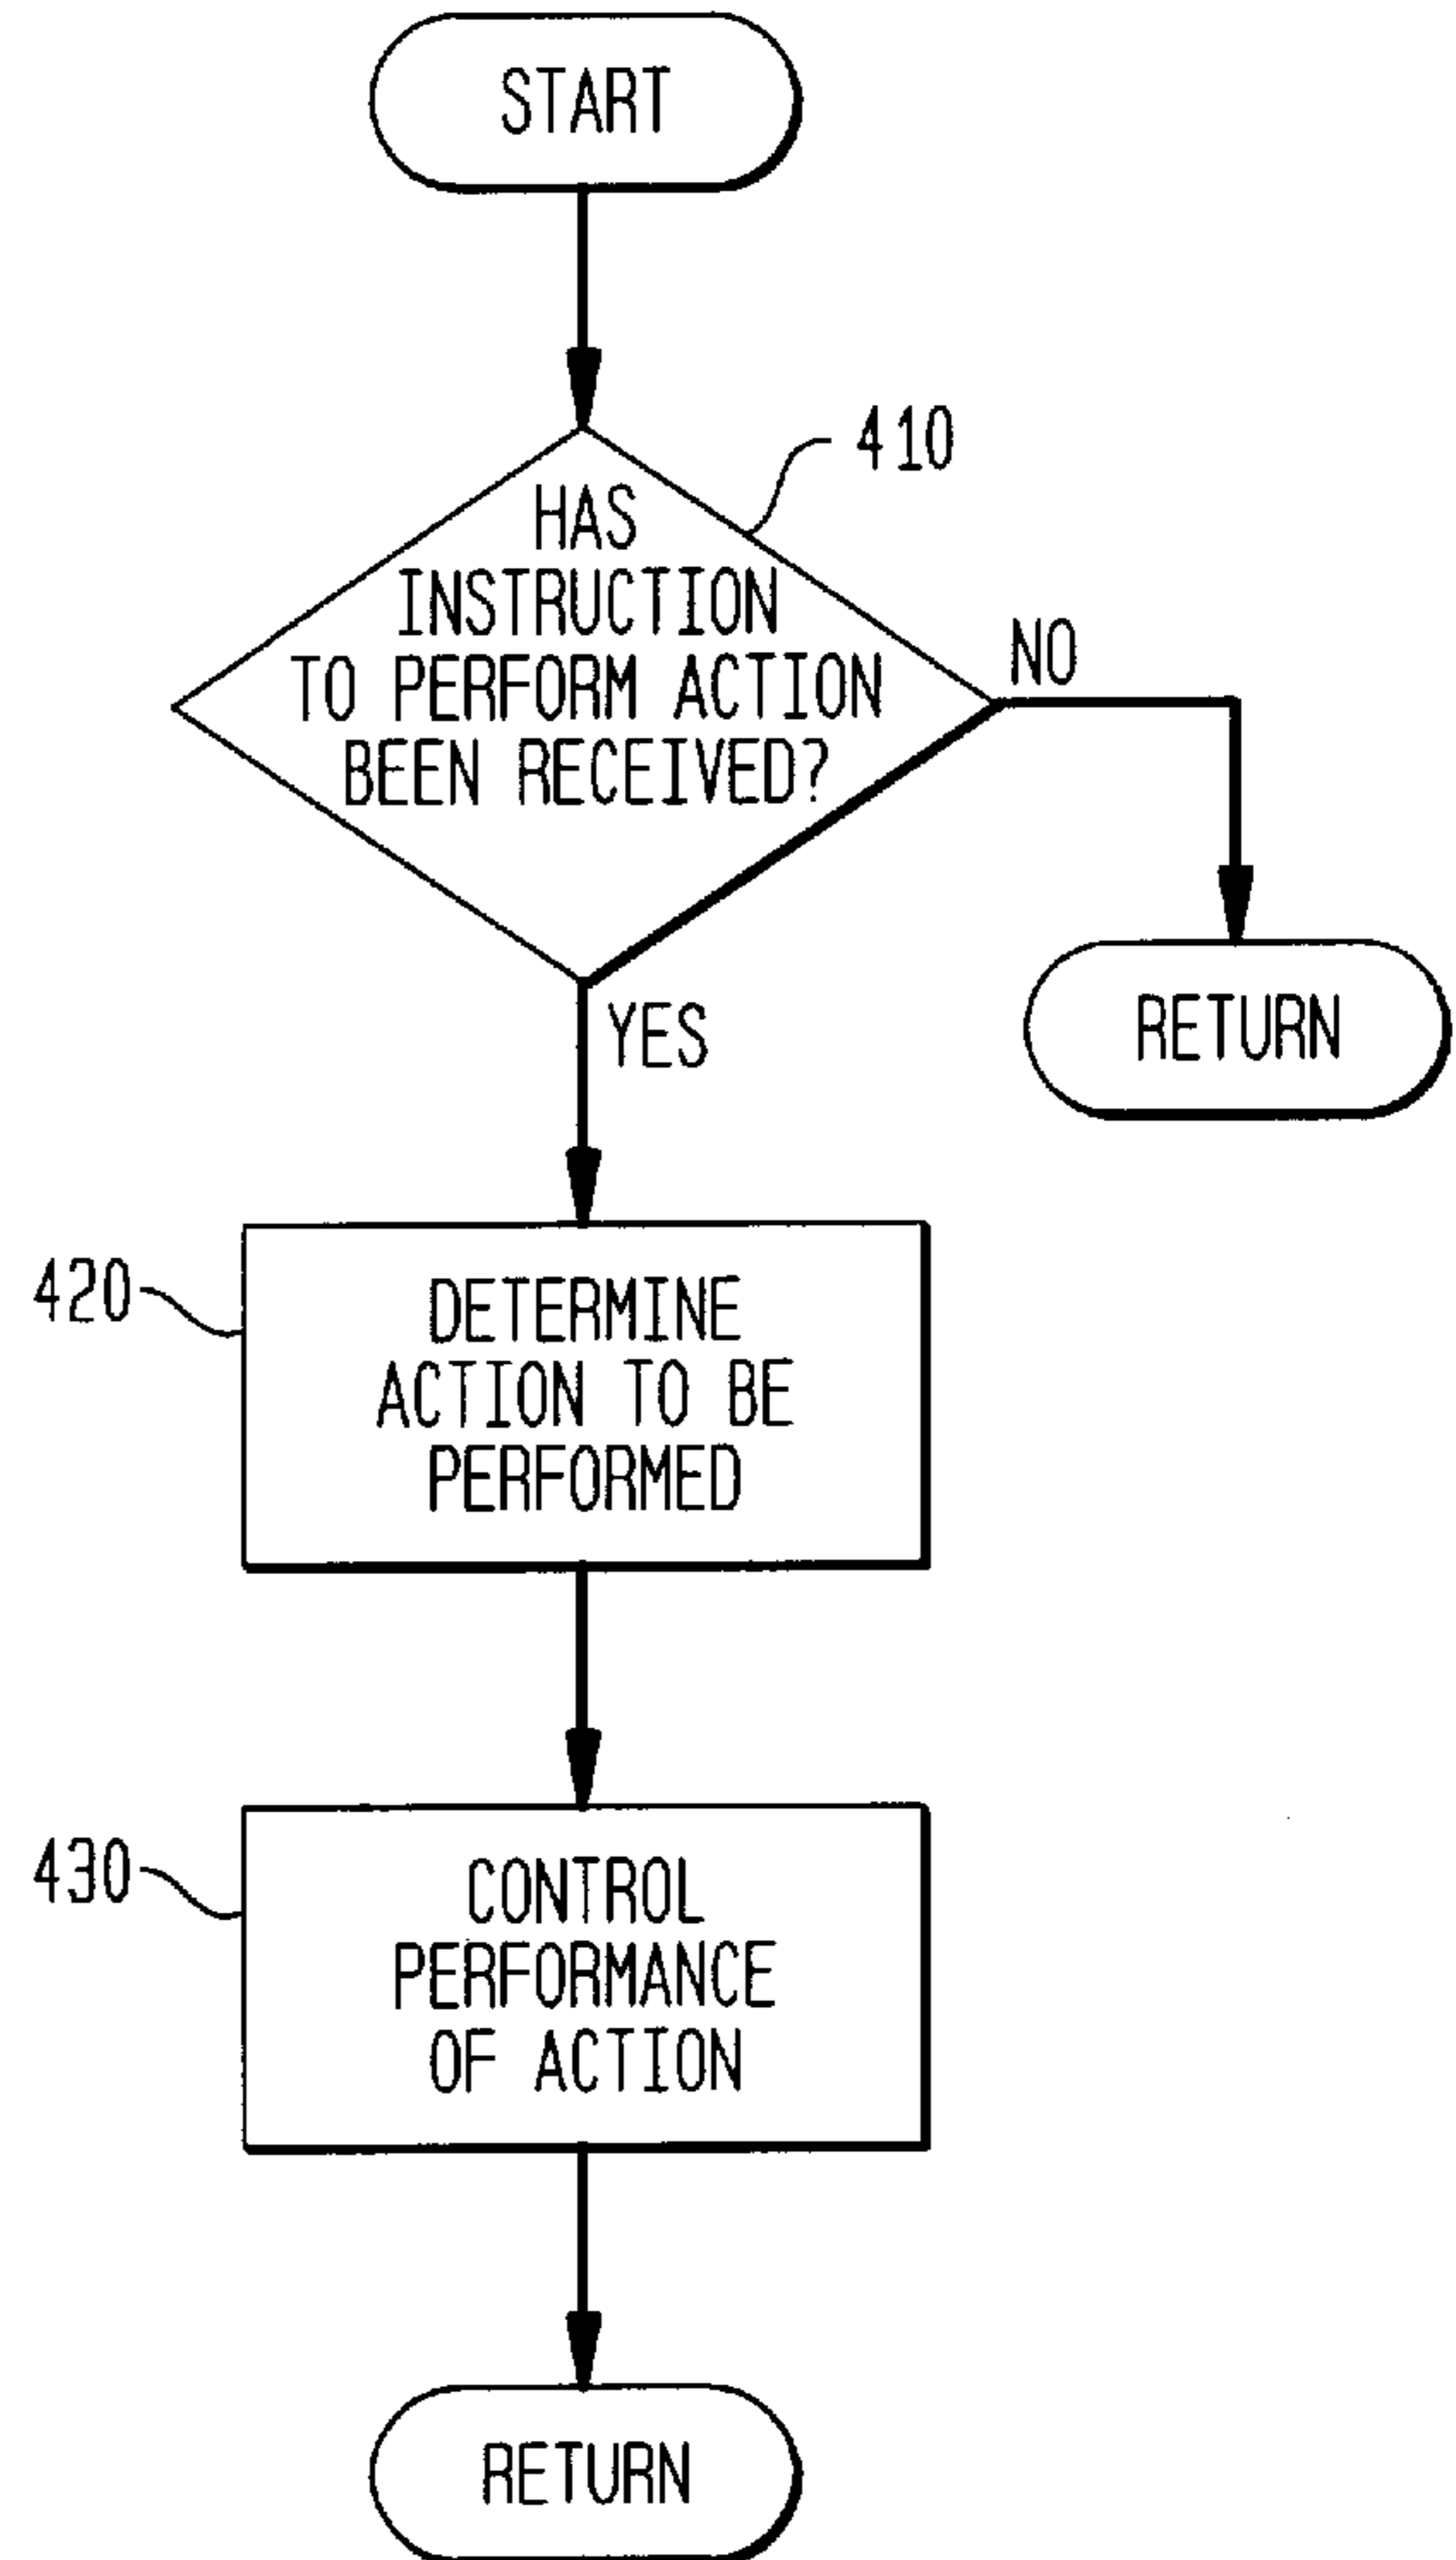 START
410
HAS
INSTRUCTION
TO PERFORM ACTION
BEEN RECEIVED?
NO
YES
RETURN
420
DETERMINE
ACTION TO BE
PERFORMED
430
CONTROL
PERFORMANCE
OF ACTION
RETURN